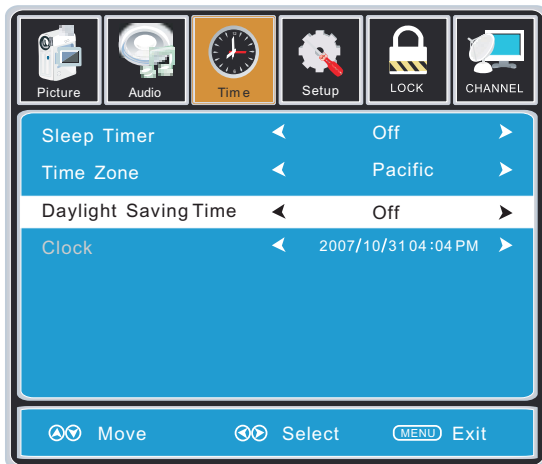 Picture Audio Time Setup LOCK CHANNEL
Sleep Timer Off
Time Zone Pacific
Daylight Saving Time Off
Clock 2007/10/31 04:04 PM
Move Select MENU Exit